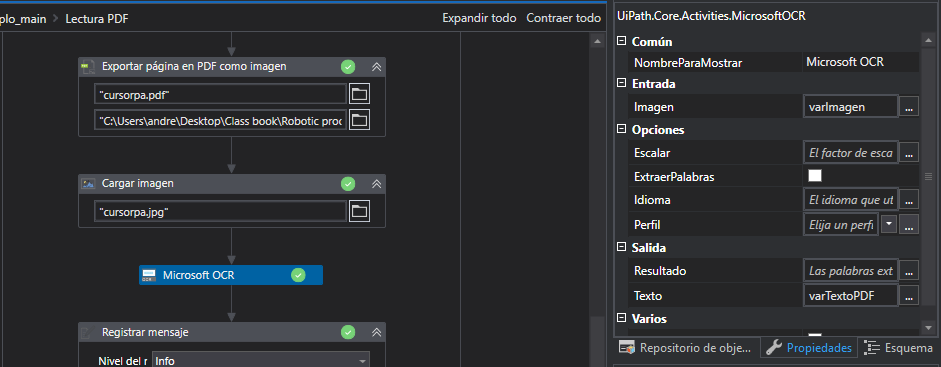 plo_main > Lectura PDF
Expandir todo Contraer todo
Exportar página en PDF como imagen
"cursorpa.pdf"
"C:\Users\andre\Desktop\Class book\Robotic proc
Cargar imagen
"cursorpa.jpg"
Microsoft OCR
Registrar mensaje
Nivel del r Info
UiPath.Core.Activities.MicrosoftOCR
Común
NombreParaMostrar Microsoft OCR
Entrada
Imagen varImagen ...
Opciones
Escalar El factor de esca ...
ExtraerPalabras
Idioma El idioma que ut ...
Perfil Elija un perfi ...
Salida
Resultado Las palabras ext ...
Texto varTextoPDF ...
Varios
Repositorio de obje... Propiedades Esquema